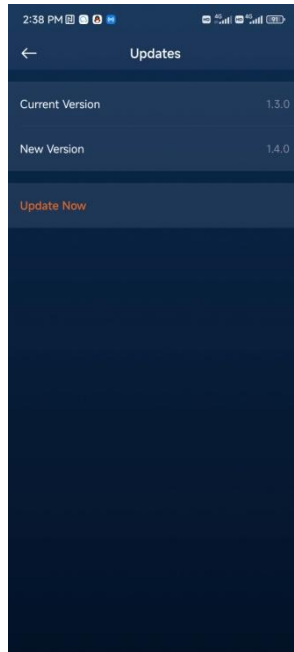 2:38 PM
Updates
Current Version 1.3.0
New Version 1.4.0
Update Now